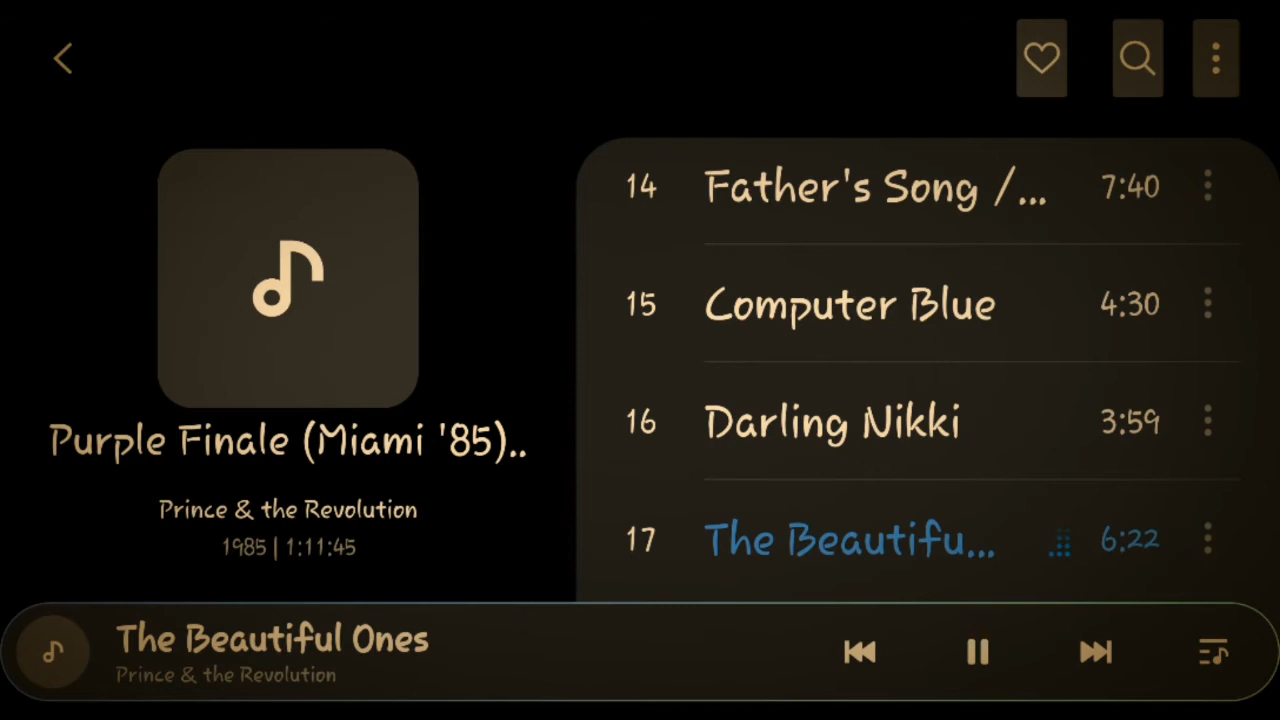 14 Father's Song /... 7:40
15 Computer Blue 4:30
16 Darling Nikki 3:59
17 The Beautifu... 6:22
Purple Finale (Miami '85)..
Prince & the Revolution
1985 | 1:11:45
The Beautiful Ones
Prince & the Revolution